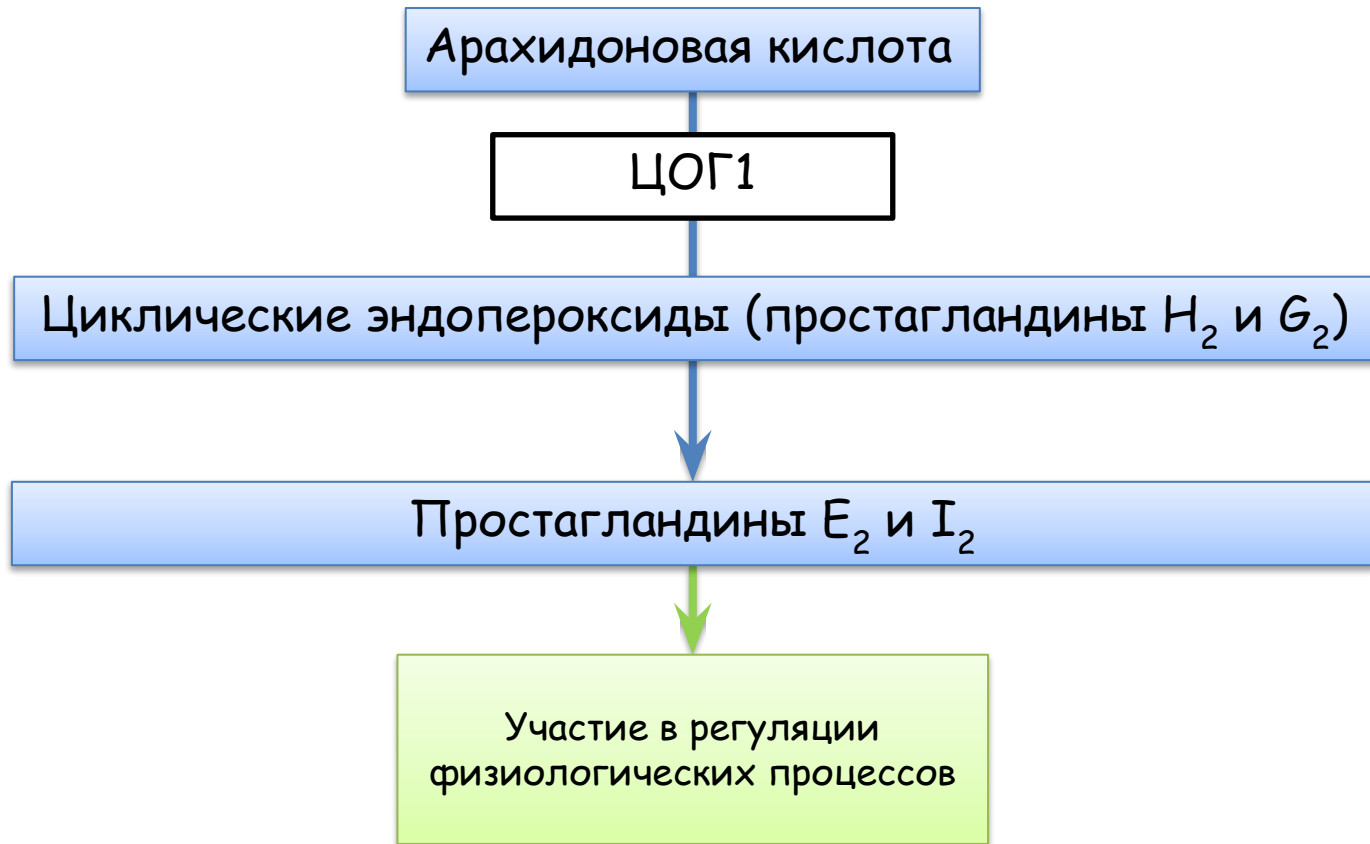 Арахидоновая кислота
ЦОГ1
Циклические эндопероксиды (простагландины H₂ и G₂)
Простагландины E₂ и I₂
Участие в регуляции
физиологических процессов